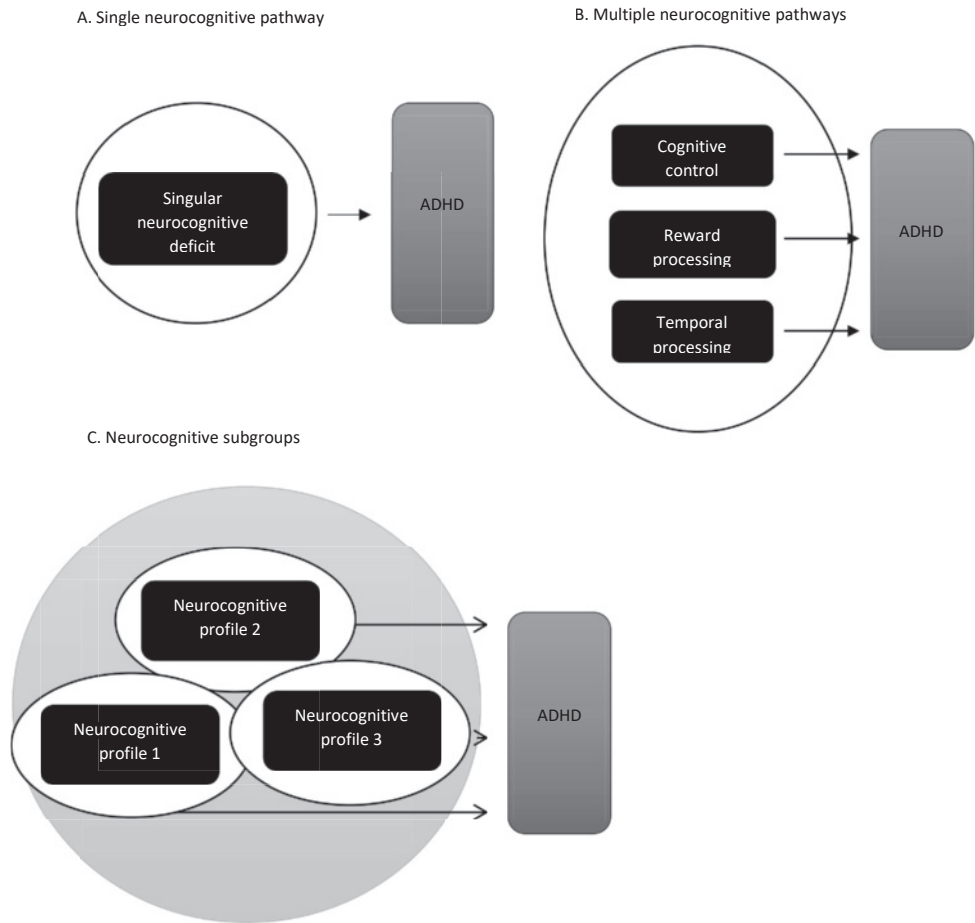 A. Single neurocognitive pathway
Singular
neurocognitive
deficit
ADHD
B. Multiple neurocognitive pathways
Cognitive
control
Reward
processing
Temporal
processing
ADHD
C. Neurocognitive subgroups
Neurocognitive
profile 2
Neurocognitive
profile 1
Neurocognitive
profile 3
ADHD